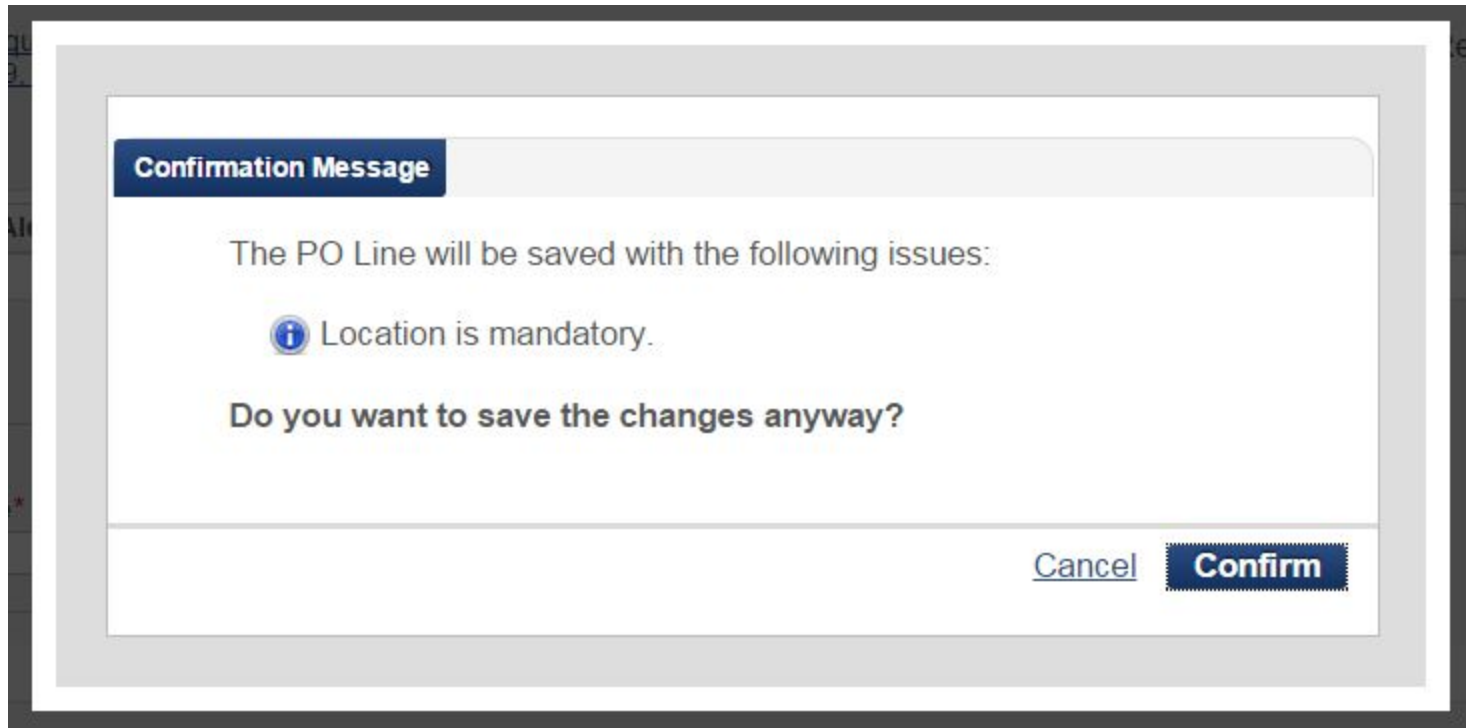 Confirmation Message
The PO Line will be saved with the following issues:
Location is mandatory.
Do you want to save the changes anyway?
Cancel Confirm